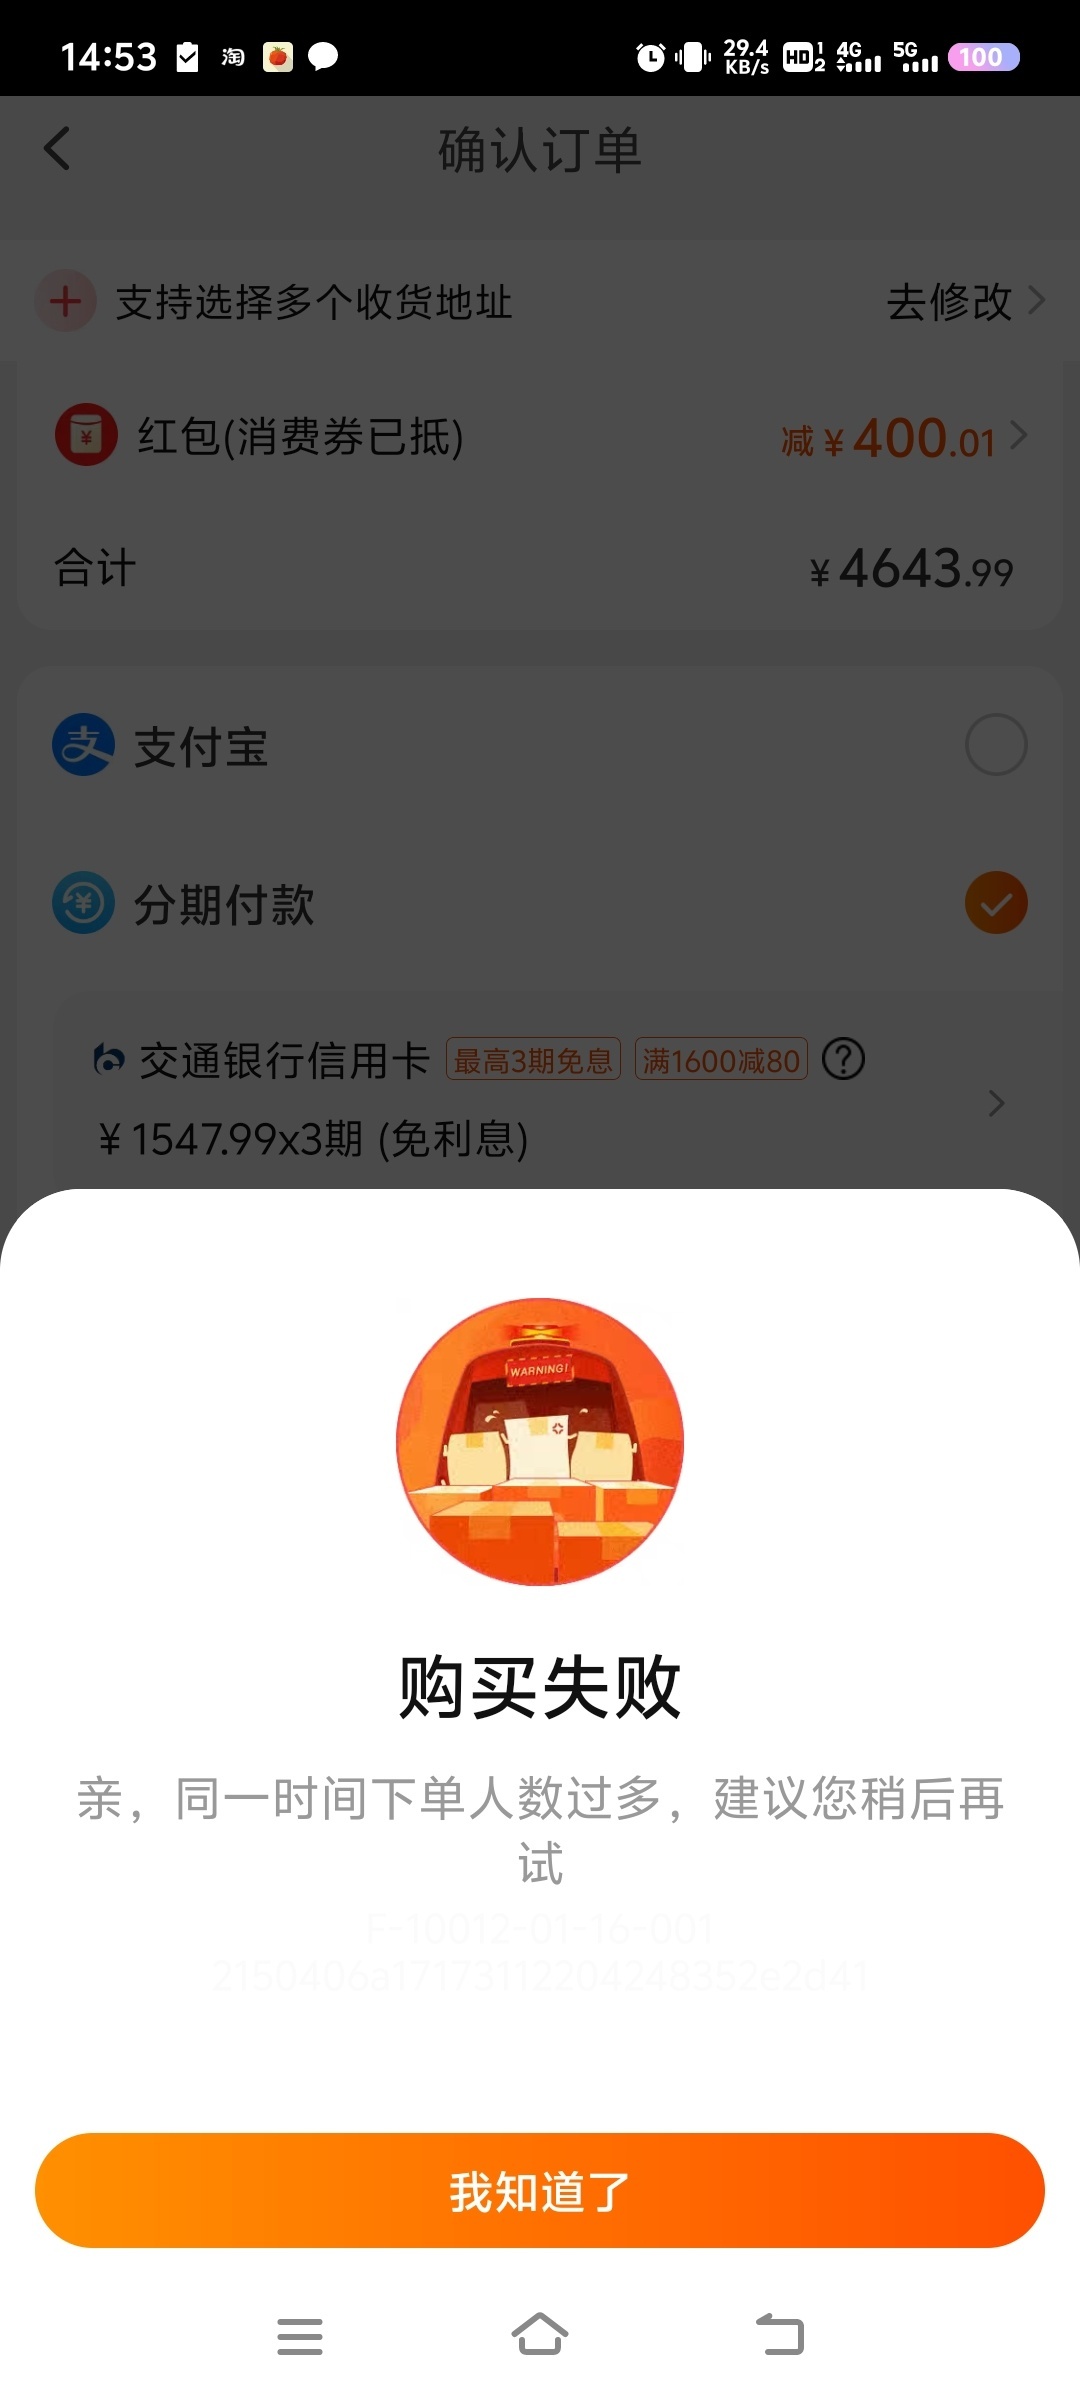 14:53 淘 29.4 KB/s HD 1 2 4G 5G 100
确认订单
支持选择多个收货地址 去修改
红包(消费券已抵) 减 ¥ 400.01
合计 ¥ 4643.99
支付宝
分期付款
交通银行信用卡 最高3期免息 满1600减80
¥ 1547.99x3期 (免利息)
WARNING!
购买失败
亲，同一时间下单人数过多，建议您稍后再
试
F-10012-01-16-001
2150406a17173112204248352e2d41
我知道了